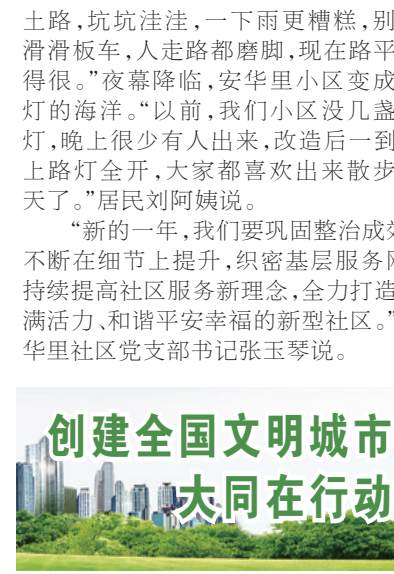 土路,坑坑洼洼,一下雨更糟糕,别
滑滑板车,人走路都磨脚,现在路平
得很。”夜幕降临,安华里小区变成
灯的海洋。“以前,我们小区没几盏
灯,晚上很少有人出来,改造后一到
上路灯全开,大家都喜欢出来散步
天了。”居民刘阿姨说。
“新的一年,我们要巩固整治成效
不断在细节上提升,织密基层服务网
持续提高社区服务新理念,全力打造
满活力、和谐平安幸福的新型社区。”
华里社区党支部书记张玉琴说。
创建全国文明城市
大同在行动